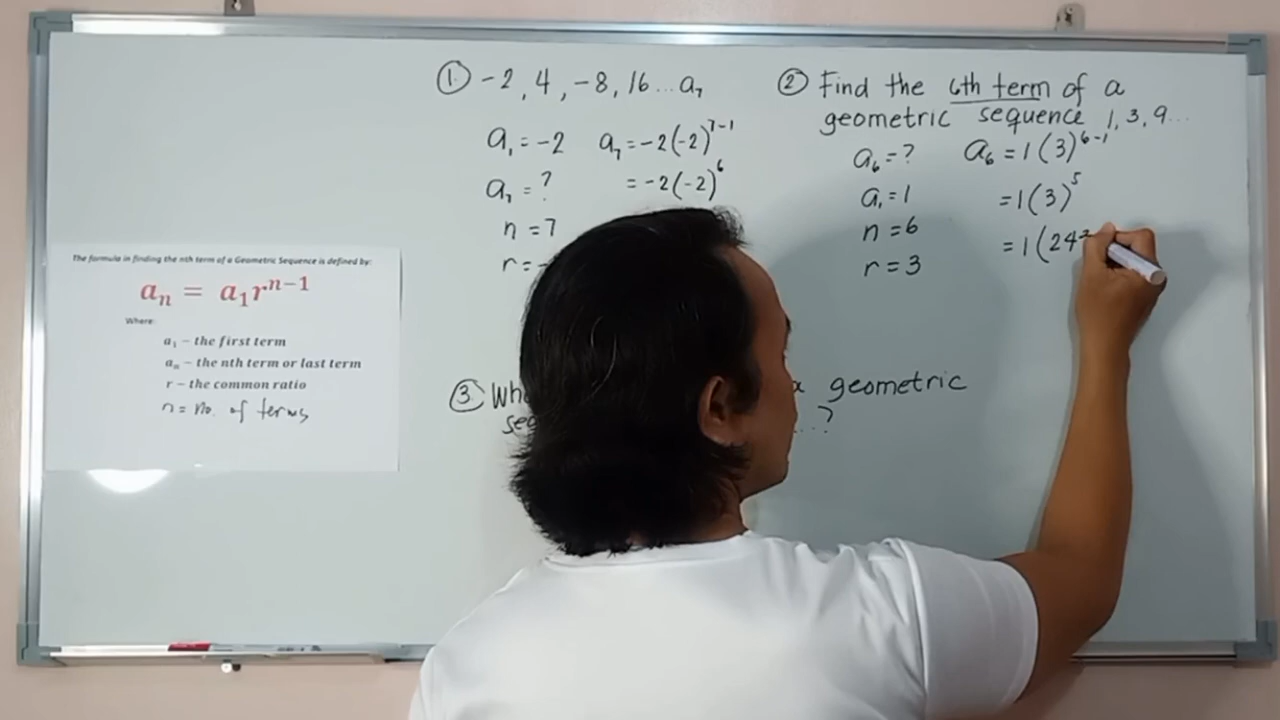 The formula in finding the nth term of a Geometric Sequence is defined by:
aₙ = a₁rⁿ⁻¹
Where:
a₁ – the first term
aₙ – the nth term or last term
r – the common ratio
n = no. of terms
① -2, 4, -8, 16 ... a₇
a₁ = -2
a₇ = ?
n = 7
r =
a₇ = -2(-2)⁷⁻¹
= -2(-2)⁶
② Find the 6th term of a
geometric sequence 1, 3, 9...
a₆ = ?
a₁ = 1
n = 6
r = 3
a₆ = 1(3)⁶⁻¹
= 1(3)⁵
= 1(24
③ geometric
...?